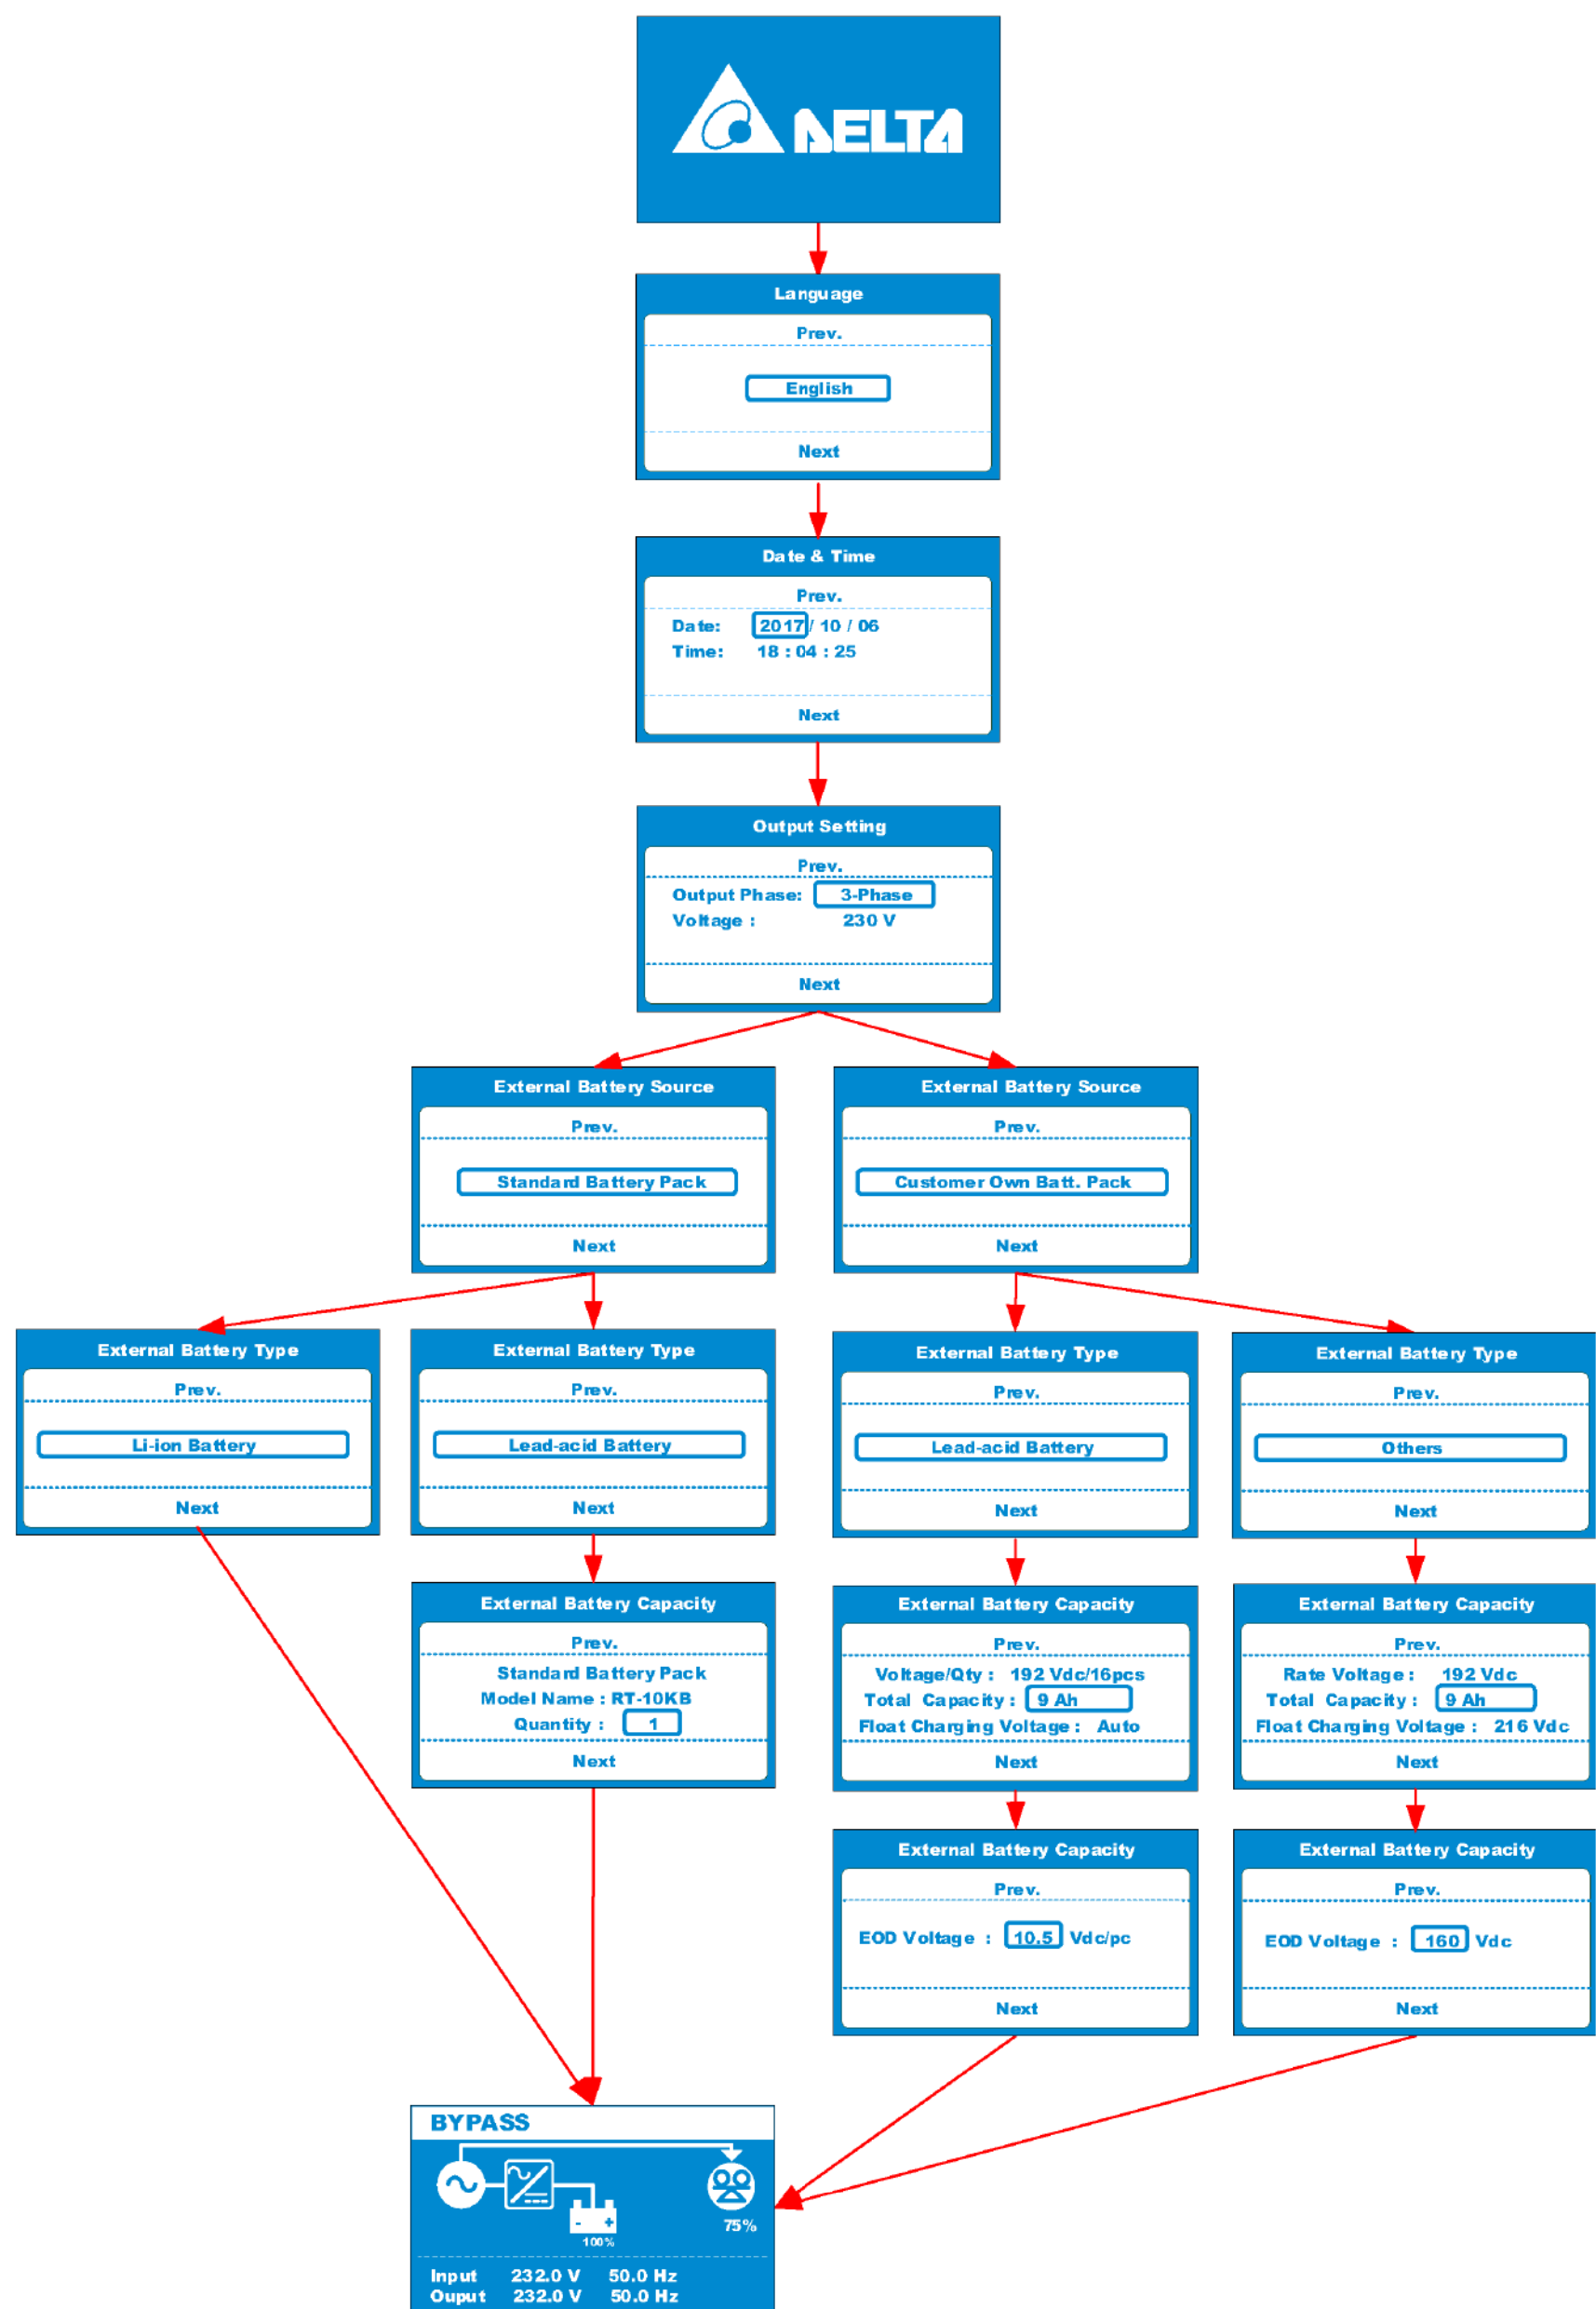 DELTA
Language
Prev.
English
Next
Date & Time
Prev.
Date: 2017 / 10 / 06
Time: 18 : 04 : 25
Next
Output Setting
Prev.
Output Phase: 3-Phase
Voltage : 230 V
Next
External Battery Source
Prev.
Standard Battery Pack
Next
External Battery Source
Prev.
Customer Own Batt. Pack
Next
External Battery Type
Prev.
Li-ion Battery
Next
External Battery Type
Prev.
Lead-acid Battery
Next
External Battery Type
Prev.
Lead-acid Battery
Next
External Battery Type
Prev.
Others
Next
External Battery Capacity
Prev.
Standard Battery Pack
Model Name : RT-10KB
Quantity : 1
Next
External Battery Capacity
Prev.
Voltage/Qty : 192 Vdc/16pcs
Total Capacity : 9 Ah
Float Charging Voltage : Auto
Next
External Battery Capacity
Prev.
Rate Voltage : 192 Vdc
Total Capacity : 9 Ah
Float Charging Voltage : 216 Vdc
Next
External Battery Capacity
Prev.
EOD Voltage : 10.5 Vdc/pc
Next
External Battery Capacity
Prev.
EOD Voltage : 160 Vdc
Next
BYPASS
- +
100%
75%
Input 232.0 V 50.0 Hz
Ouput 232.0 V 50.0 Hz